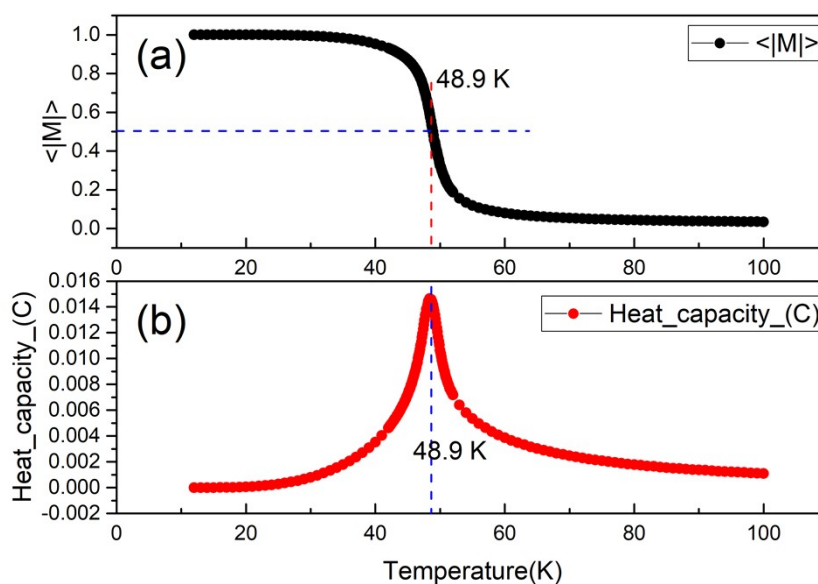 (a)
48.9 K
<|M|>
<|M|>
1.0
0.8
0.6
0.4
0.2
0.0
0 20 40 60 80 100
(b)
Heat_capacity_(C)
48.9 K
Heat_capacity_(C)
0.016
0.014
0.012
0.010
0.008
0.006
0.004
0.002
0.000
-0.002
0 20 40 60 80 100
Temperature(K)